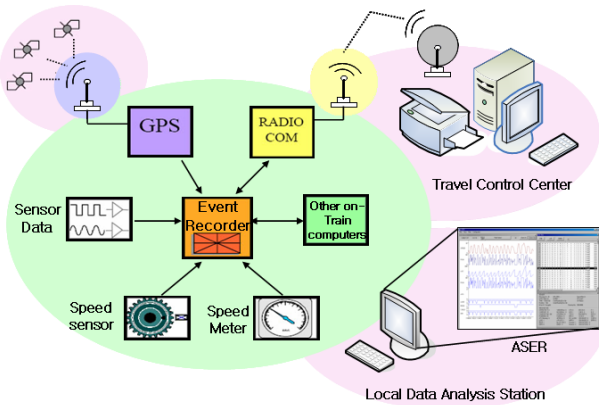 GPS
RADIO
COM
Travel Control Center
Sensor
Data
Event
Recorder
Other on-
Train
computers
Speed
sensor
Speed
Meter
ASER
Local Data Analysis Station